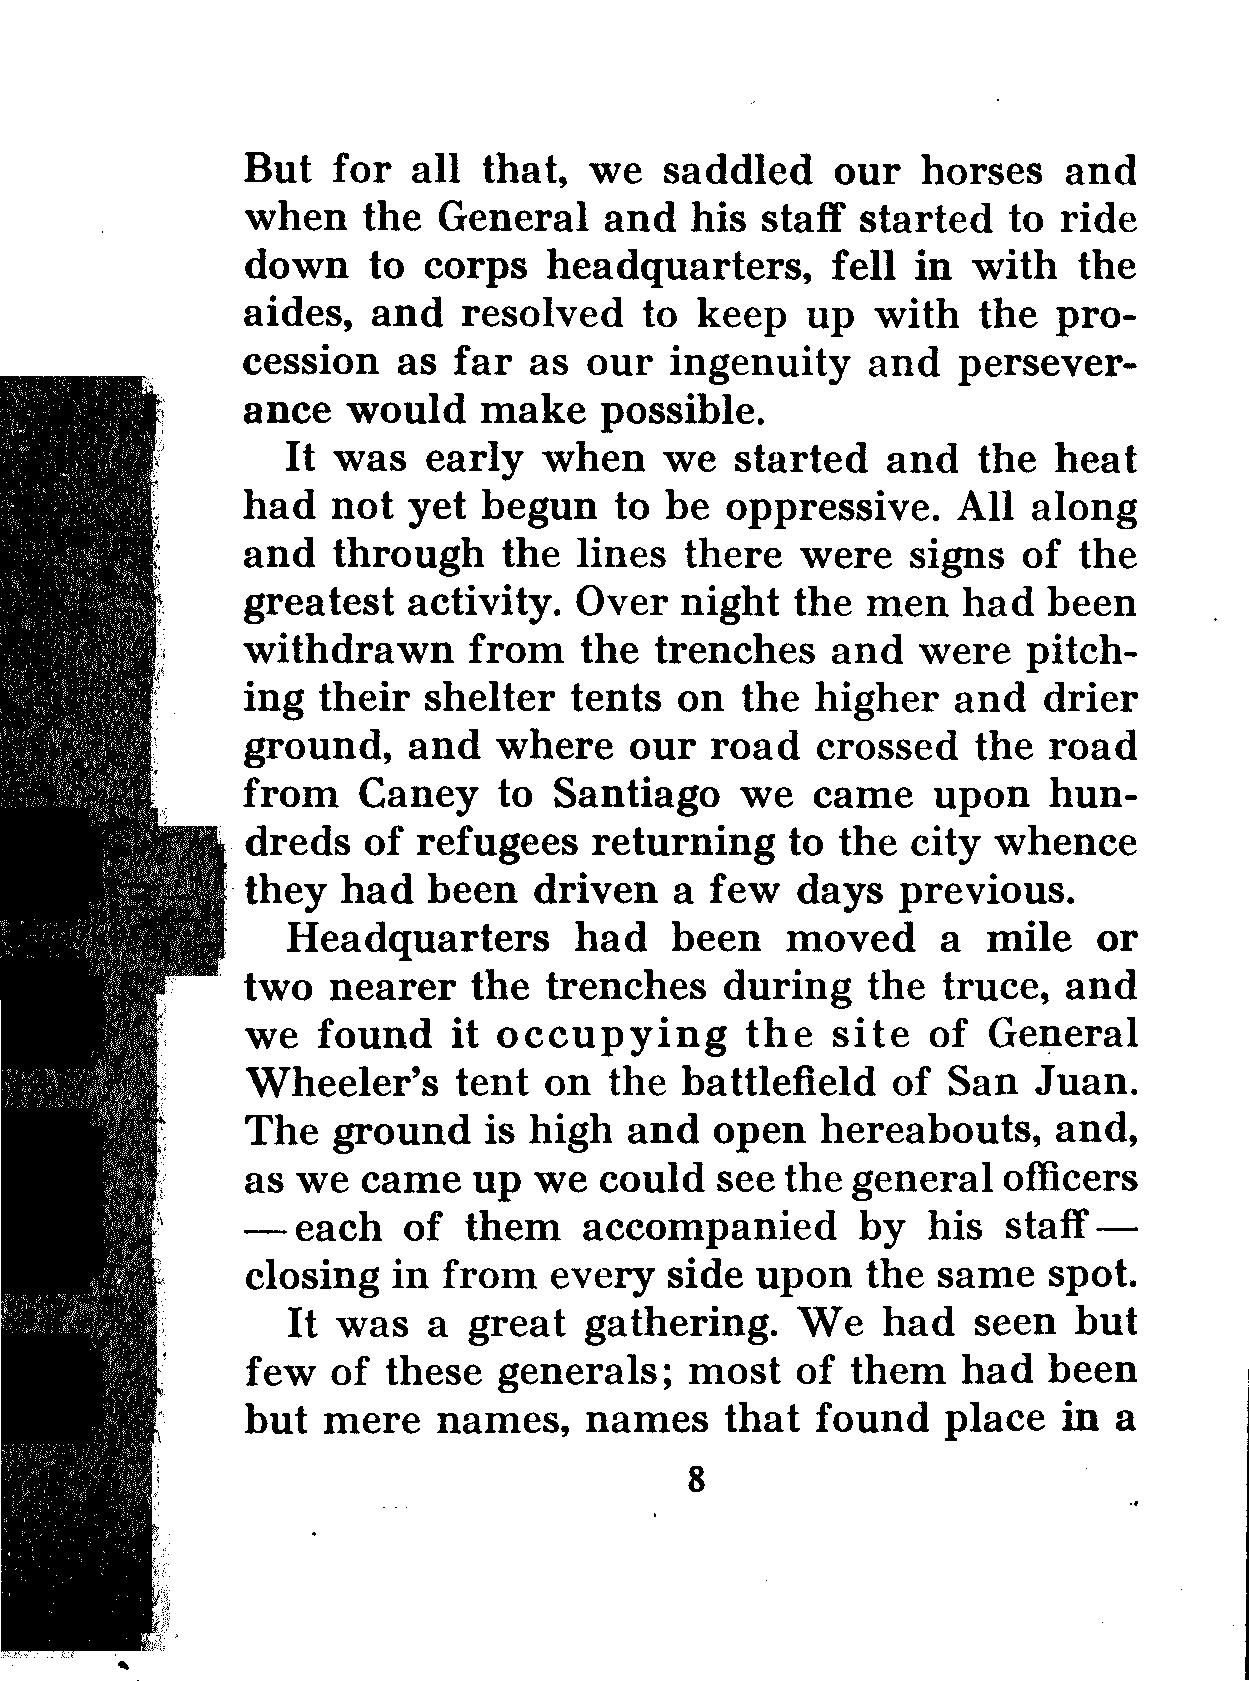 But for all that, we saddled our horses and
when the General and his staff started to ride
down to corps headquarters, fell in with the
aides, and resolved to keep up with the pro-
cession as far as our ingenuity and persever-
ance would make possible.
It was early when we started and the heat
had not yet begun to be oppressive. All along
and through the lines there were signs of the
greatest activity. Over night the men had been
withdrawn from the trenches and were pitch-
ing their shelter tents on the higher and drier
ground, and where our road crossed the road
from Caney to Santiago we came upon hun-
dreds of refugees returning to the city whence
they had been driven a few days previous.
Headquarters had been moved a mile or
two nearer the trenches during the truce, and
we found it occupying the site of General
Wheeler's tent on the battlefield of San Juan.
The ground is high and open hereabouts, and,
as we came up we could see the general officers
—each of them accompanied by his staff—
closing in from every side upon the same spot.
It was a great gathering. We had seen but
few of these generals; most of them had been
but mere names, names that found place in a
8